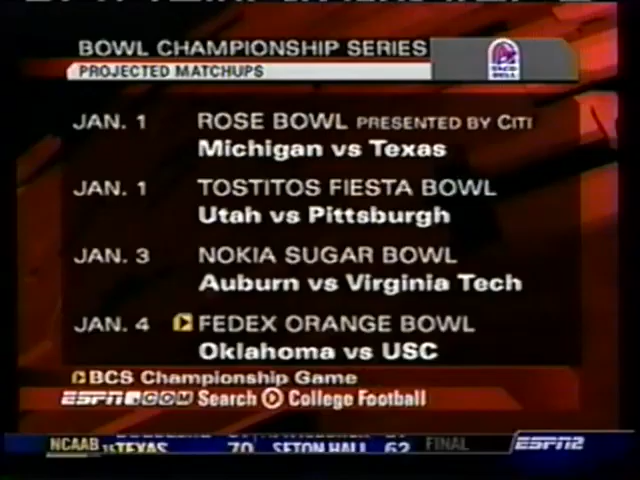 BOWL CHAMPIONSHIP SERIES
TACO BELL
PROJECTED MATCHUPS
JAN. 1 ROSE BOWL PRESENTED BY CITI
Michigan vs Texas
JAN. 1 TOSTITOS FIESTA BOWL
Utah vs Pittsburgh
JAN. 3 NOKIA SUGAR BOWL
Auburn vs Virginia Tech
JAN. 4 FEDEX ORANGE BOWL
Oklahoma vs USC
BCS Championship Game
ESPN.COM Search College Football
NCAAB 15 TEXAS 70 SETON HALL 62 FINAL ESPN2